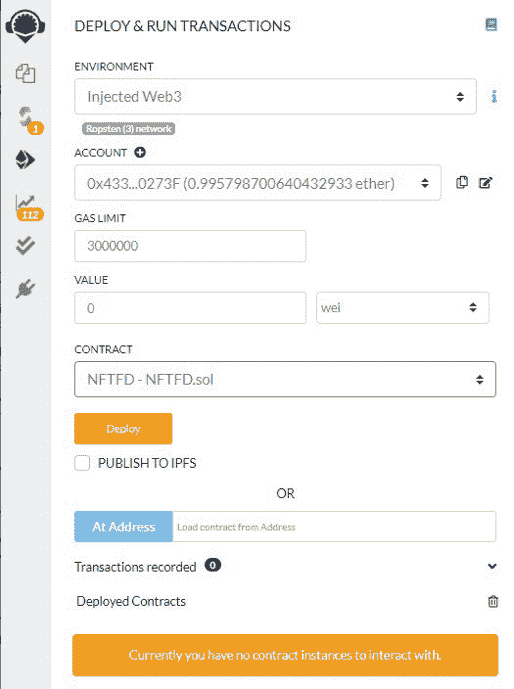 DEPLOY & RUN TRANSACTIONS
ENVIRONMENT
Injected Web3
i
Ropsten (3) network
1
ACCOUNT
0x433...0273F (0.995798700640432933 ether)
GAS LIMIT
112
3000000
VALUE
0
wei
CONTRACT
NFTFD - NFTFD.sol
Deploy
PUBLISH TO IPFS
OR
At Address
Load contract from Address
Transactions recorded 0
Deployed Contracts
Currently you have no contract instances to interact with.